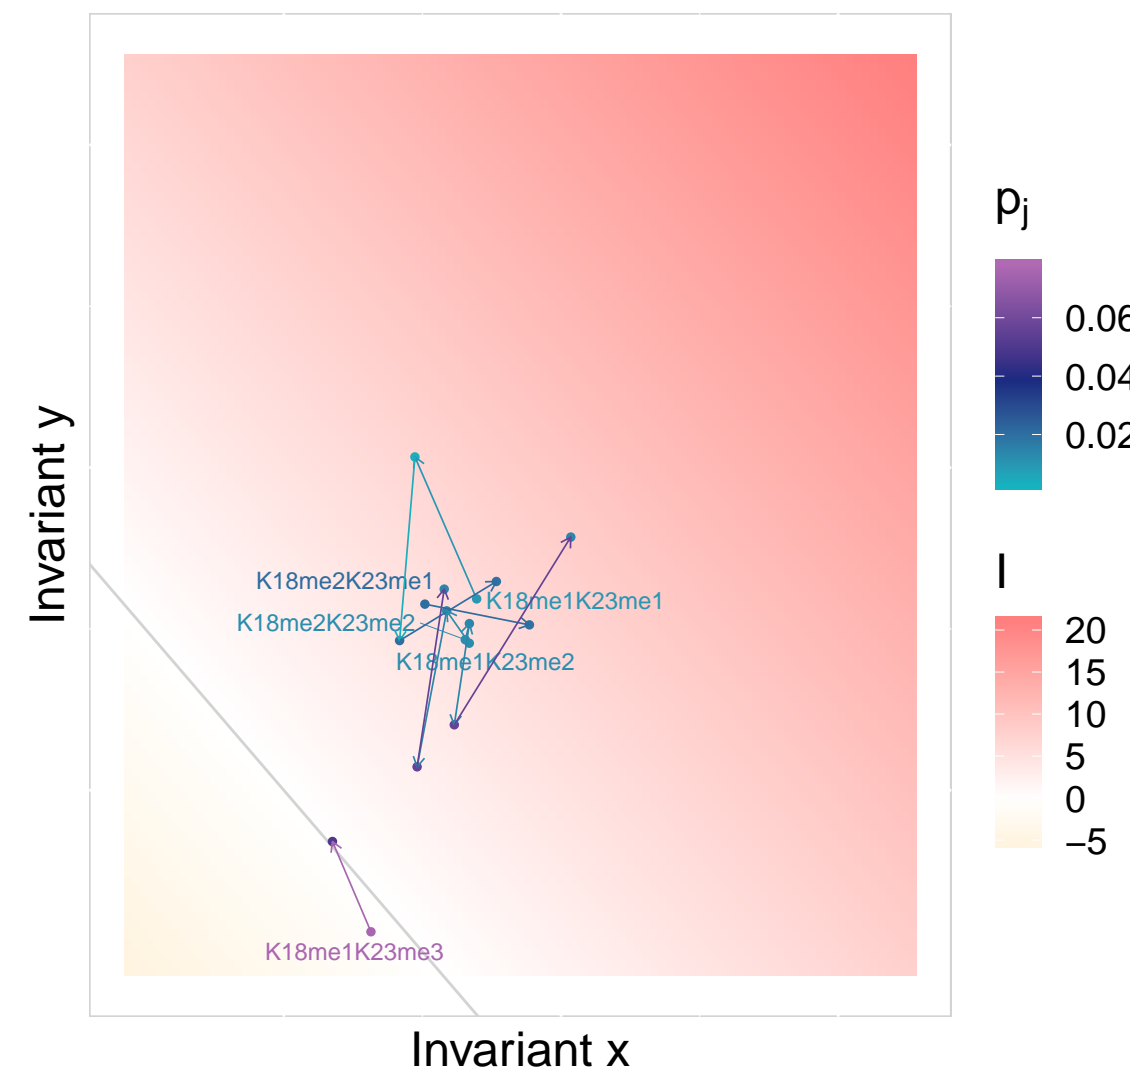 p_j
0.06
0.04
0.02
I
20
15
10
5
0
−5
K18me2K23me1
K18me1K23me1
K18me2K23me2
K18me1K23me2
K18me1K23me3
Invariant y
Invariant x